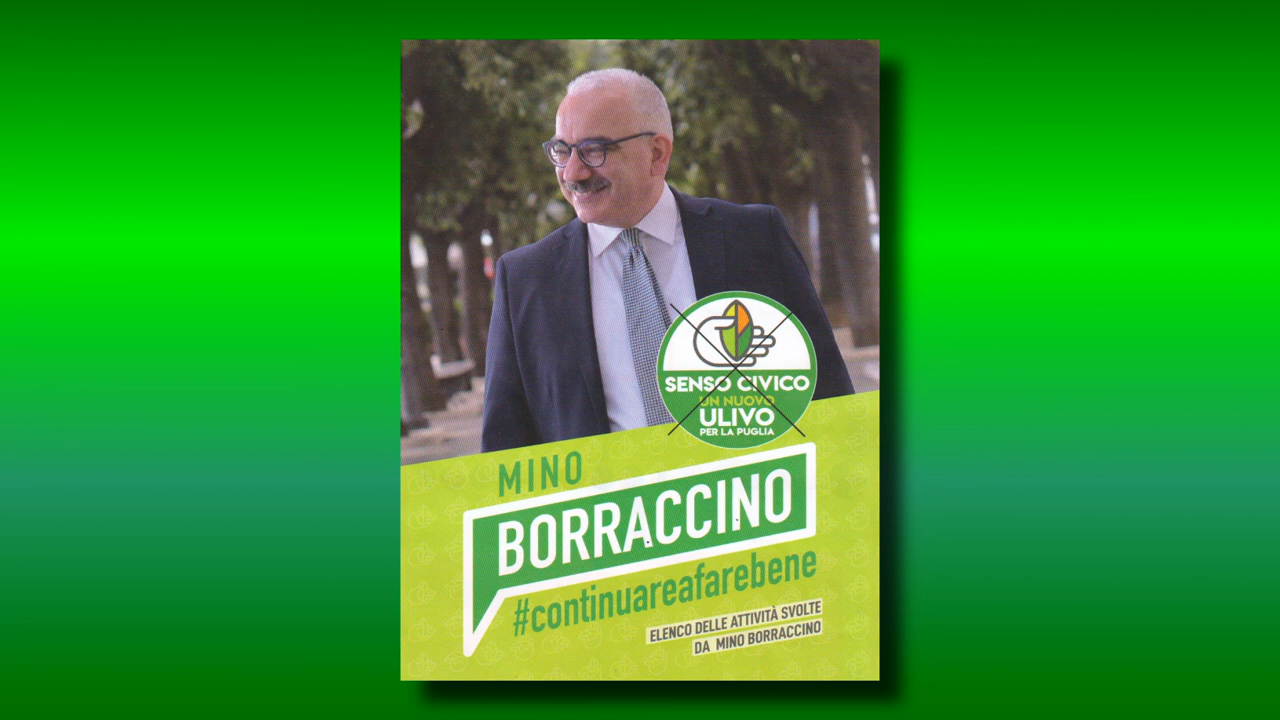 SENSO CIVICO
UN NUOVO
ULIVO
PER LA PUGLIA
MINO
BORRACCINO
#continuareafarebene
ELENCO DELLE ATTIVITÀ SVOLTE
DA MINO BORRACCINO